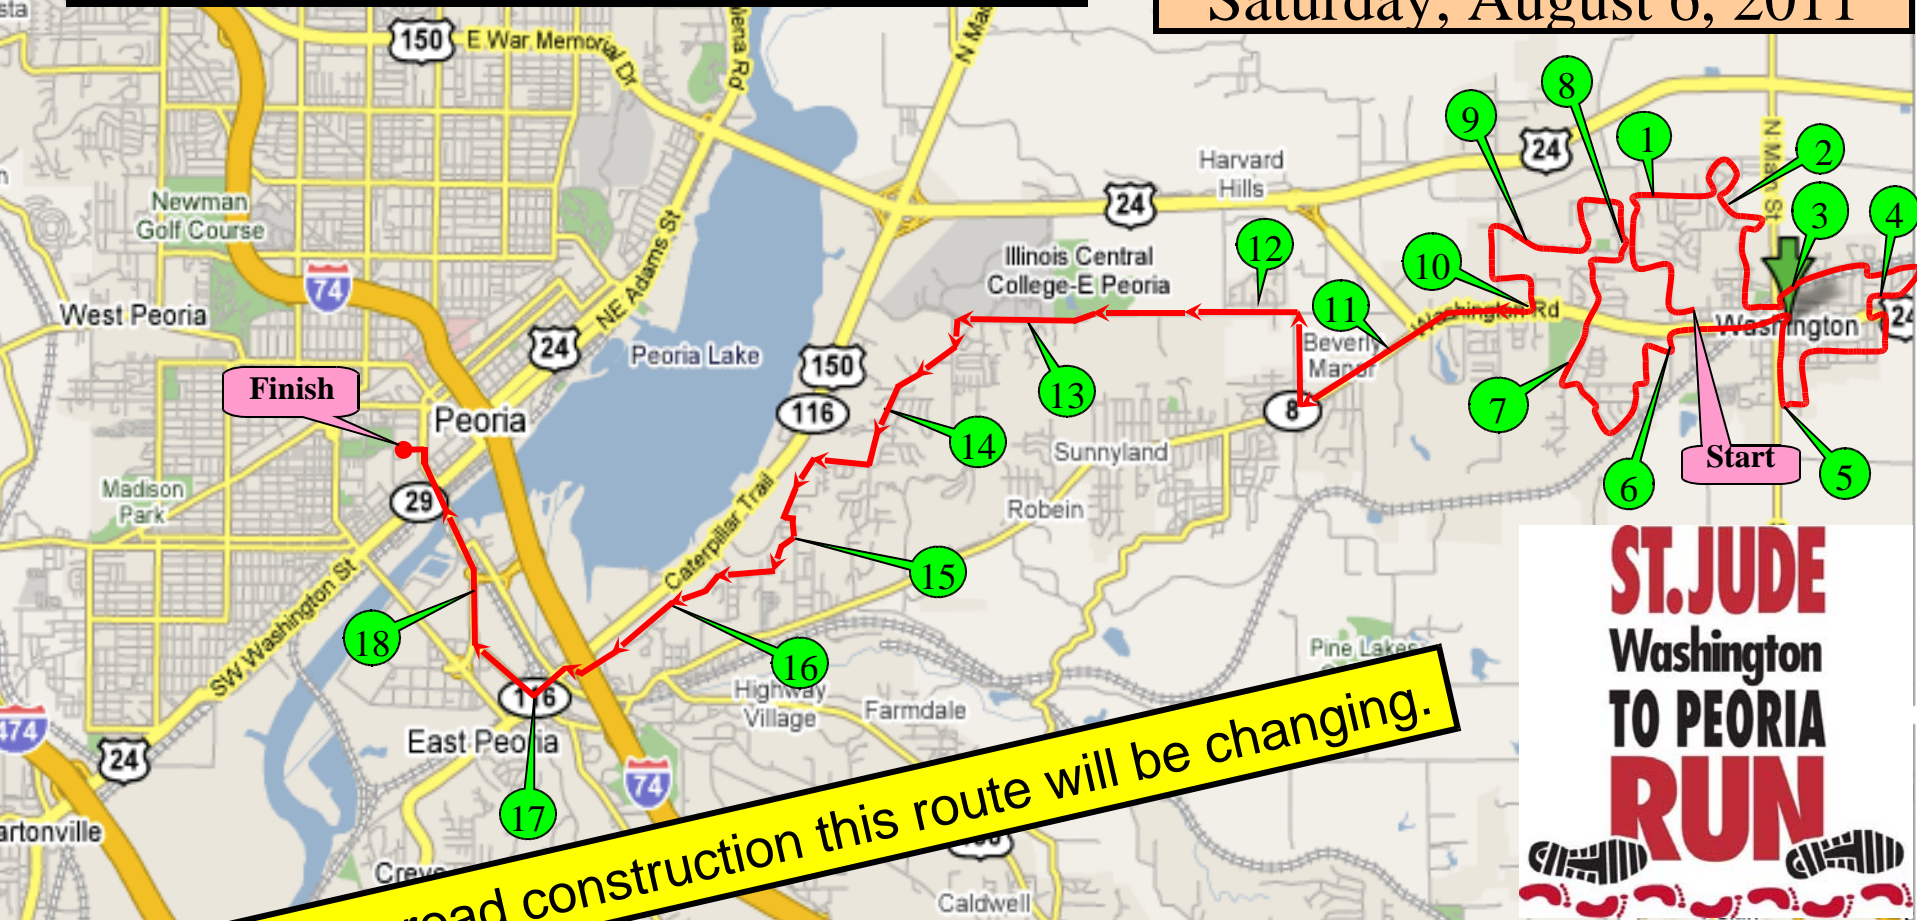 Saturday, August 6, 2011
150
E War Memorial Dr
N Main St
24
Harvard
Hills
8
9
1
2
3
4
Newman
Golf Course
74
West Peoria
NE Adams St
24
Peoria Lake
150
116
24
Illinois Central
College-E Peoria
12
10
11
Washington Rd
Beverly
Manor
Washington
24
Finish
Peoria
13
8
7
14
Sunnyland
Start
6
5
Madison
Park
29
Caterpillar Trail
Robein
15
SW Washington St
18
16
Highway
Village
Farmdale
Pine Lakes
116
East Peoria
474
24
74
17
road construction this route will be changing.
Caldwell
ST. JUDE
Washington
TO PEORIA
RUN